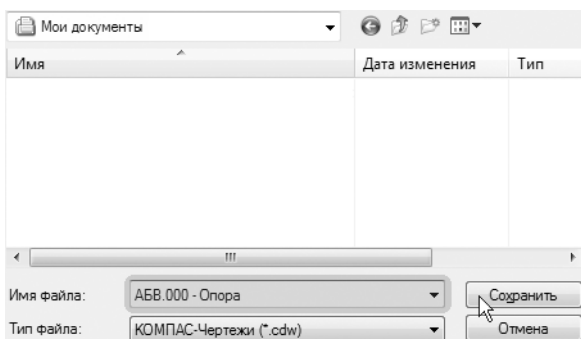 Мои документы
Имя Дата изменения Тип
Имя файла: АБВ.000 - Опора Сохранить
Тип файла: КОМПАС-Чертежи (*.cdw) Отмена